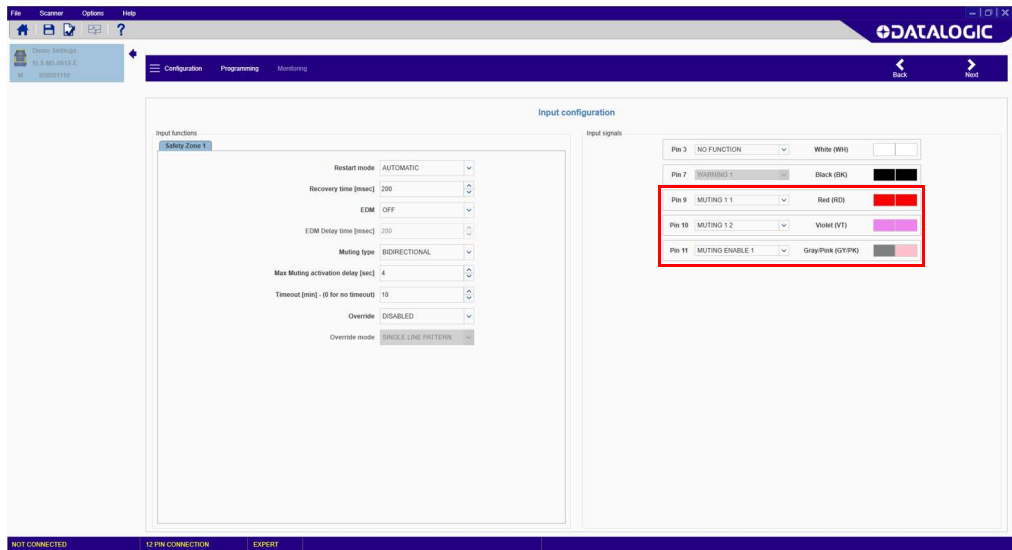 File Scanner Options Help
DATALOGIC
Demo Settings
M
Configuration Programming Monitoring
Back Next
Input configuration
Input functions
Safety Zone 1
Restart mode AUTOMATIC
Recovery time [msec] 200
EDM OFF
EDM Delay time [msec] 200
Muting type BIDIRECTIONAL
Max Muting activation delay [sec] 4
Timeout [min] - (0 for no timeout) 10
Override DISABLED
Override mode SINGLE LINE PATTERN
Input signals
Pin 3 NO FUNCTION White (WH)
Pin 7 WARNING 1 Black (BK)
Pin 9 MUTING 1 1 Red (RD)
Pin 10 MUTING 1 2 Violet (VT)
Pin 11 MUTING ENABLE 1 Gray/Pink (GY/PK)
NOT CONNECTED 12 PIN CONNECTION EXPERT